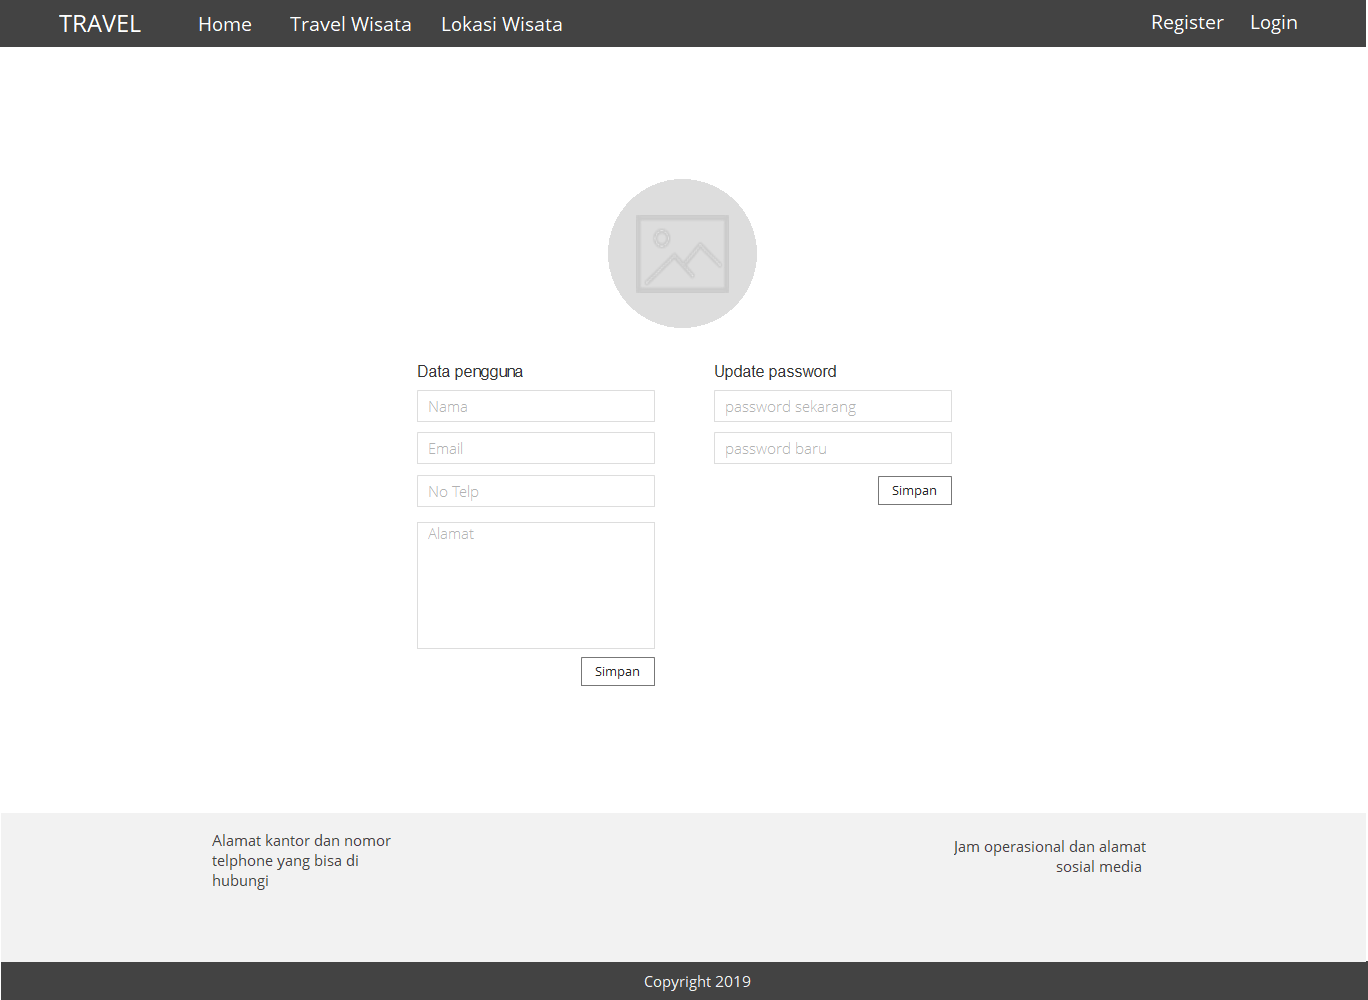 TRAVEL Home Travel Wisata Lokasi Wisata Register Login
Data pengguna
Nama
Email
No Telp
Alamat
Simpan
Update password
password sekarang
password baru
Simpan
Alamat kantor dan nomor
telphone yang bisa di
hubungi
Jam operasional dan alamat
sosial media
Copyright 2019